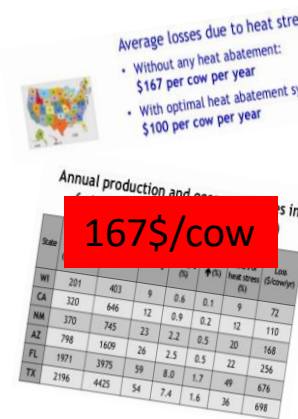 Average losses due to heat
• Without any heat abatement:
$167 per cow per year
• With optimal heat abatement
$100 per cow per year
Annual production and in
167$/cow
State (%) (%) heat stress (%) Loss ($/cow/yr)
WI 201 403 9 0.6 0.1 9 72
CA 320 646 12 0.9 0.2 12 110
NM 370 745 23 2.2 0.5 20 168
AZ 798 1609 26 2.5 0.5 22 256
FL 1971 3975 59 8.0 1.7 49 676
TX 2196 4425 54 7.4 1.6 36 698